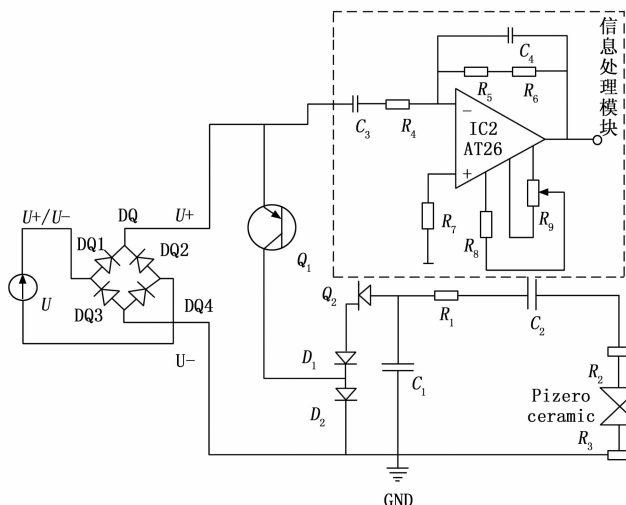 信息处理模块
C4
R5
R6
C3
R4
−
IC2
AT26
+
R7
R8
R9
U+/U-
DQ
U+
DQ1
DQ2
Q1
U
DQ3
DQ4
U-
Q2
R1
C2
D1
C1
D2
R2
Pizero
ceramic
R3
GND